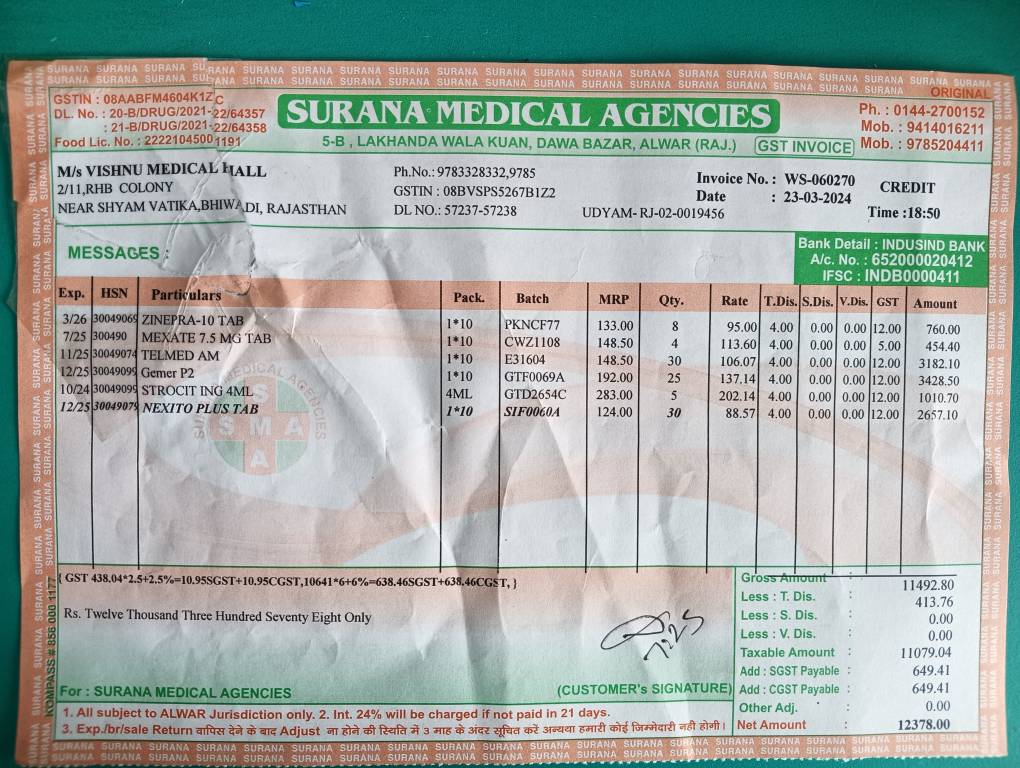 ORIGINAL
GSTIN : 08AABFM4604K1ZC
DL. No. : 20-B/DRUG/2021-22/64357
: 21-B/DRUG/2021-22/64358
Food Lic. No. : 22221045001191
SURANA MEDICAL AGENCIES
5-B , LAKHANDA WALA KUAN, DAWA BAZAR, ALWAR (RAJ.) GST INVOICE
Ph. : 0144-2700152
Mob. : 9414016211
Mob. : 9785204411
M/s VISHNU MEDICAL HALL
2/11,RHB COLONY
NEAR SHYAM VATIKA,BHIWADI, RAJASTHAN
Ph.No.: 9783328332,9785
GSTIN : 08BVSPS5267B1Z2
DL NO.: 57237-57238
UDYAM- RJ-02-0019456
Invoice No. : WS-060270
Date : 23-03-2024
CREDIT
Time :18:50
MESSAGES :
Bank Detail : INDUSIND BANK
A/c. No. : 652000020412
IFSC : INDB0000411
Exp. HSN Particulars Pack. Batch MRP Qty. Rate T.Dis. S.Dis. V.Dis. GST Amount
3/26 30049069 ZINEPRA-10 TAB 1*10 PKNCF77 133.00 8 95.00 4.00 0.00 0.00 12.00 760.00
7/25 300490 MEXATE 7.5 MG TAB 1*10 CWZ1108 148.50 4 113.60 4.00 0.00 0.00 5.00 454.40
11/25 30049074 TELMED AM 1*10 E31604 148.50 30 106.07 4.00 0.00 0.00 12.00 3182.10
12/25 30049099 Gemer P2 1*10 GTF0069A 192.00 25 137.14 4.00 0.00 0.00 12.00 3428.50
10/24 30049099 STROCIT ING 4ML 4ML GTD2654C 283.00 5 202.14 4.00 0.00 0.00 12.00 1010.70
12/25 30049079 NEXITO PLUS TAB 1*10 SIF0060A 124.00 30 88.57 4.00 0.00 0.00 12.00 2657.10
SURANA MEDICAL AGENCIES
S
SMA
A
{ GST 438.04*2.5+2.5%=10.95SGST+10.95CGST,10641*6+6%=638.46SGST+638.46CGST, }
Rs. Twelve Thousand Three Hundred Seventy Eight Only
Gross Amount : 11492.80
Less : T. Dis. : 413.76
Less : S. Dis. : 0.00
Less : V. Dis. : 0.00
Taxable Amount : 11079.04
Add : SGST Payable : 649.41
Add : CGST Payable : 649.41
Other Adj. : 0.00
Net Amount : 12378.00
For : SURANA MEDICAL AGENCIES
(CUSTOMER's SIGNATURE)
1. All subject to ALWAR Jurisdiction only. 2. Int. 24% will be charged if not paid in 21 days.
3. Exp./br/sale Return वापिस देने के बाद Adjust ना होने की स्थिति में 3 माह के अंदर सूचित करें अन्यथा हमारी कोई जिम्मेदारी नही होगी।
KOMPASS # 856 000 1177